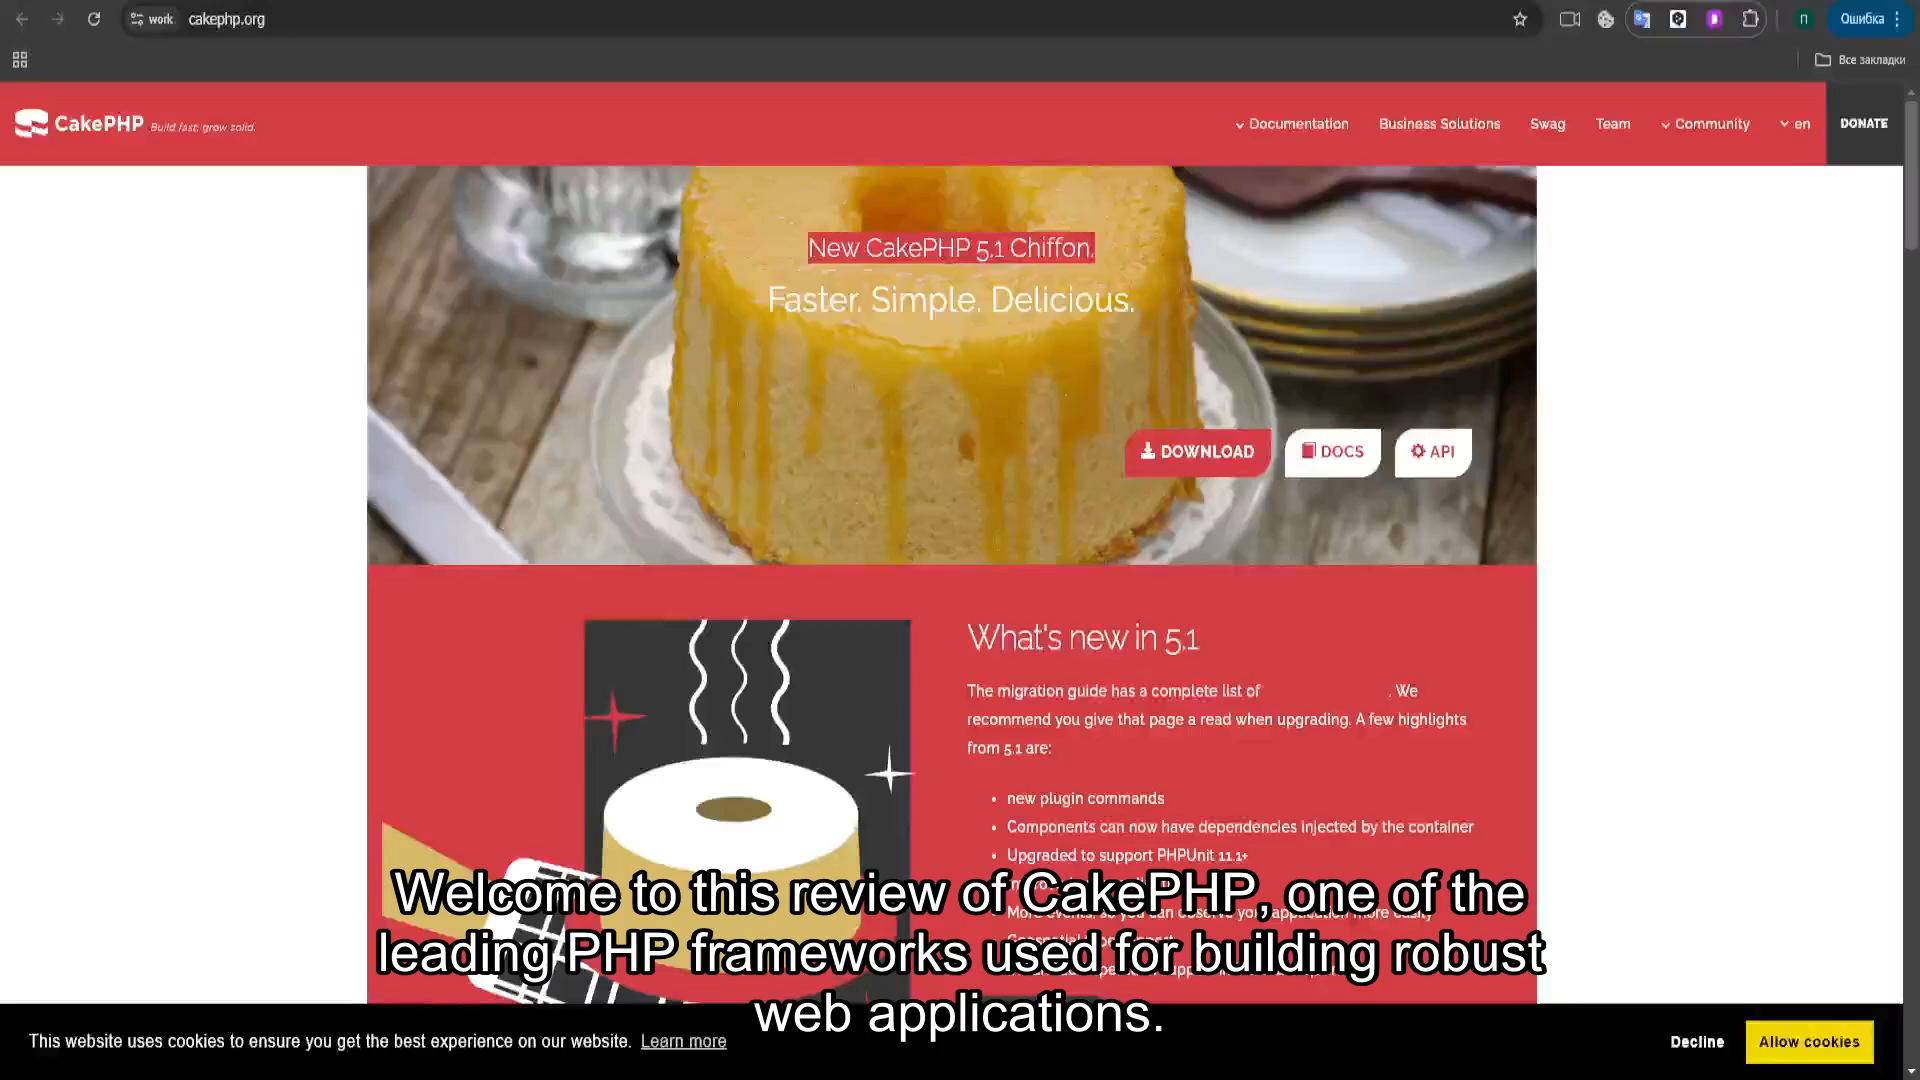 work cakephp.org
Ошибка
Все закладки
CakePHP Build fast, grow solid.
Documentation Business Solutions Swag Team Community en DONATE
New CakePHP 5.1 Chiffon.
Faster. Simple. Delicious.
DOWNLOAD DOCS API
What's new in 5.1
The migration guide has a complete list of . We
recommend you give that page a read when upgrading. A few highlights
from 5.1 are:
new plugin commands
Components can now have dependencies injected by the container
Upgraded to support PHPUnit 11.1+
More events, so you can observe your application more easily
Welcome to this review of CakePHP, one of the
leading PHP frameworks used for building robust
web applications.
This website uses cookies to ensure you get the best experience on our website. Learn more
Decline Allow cookies